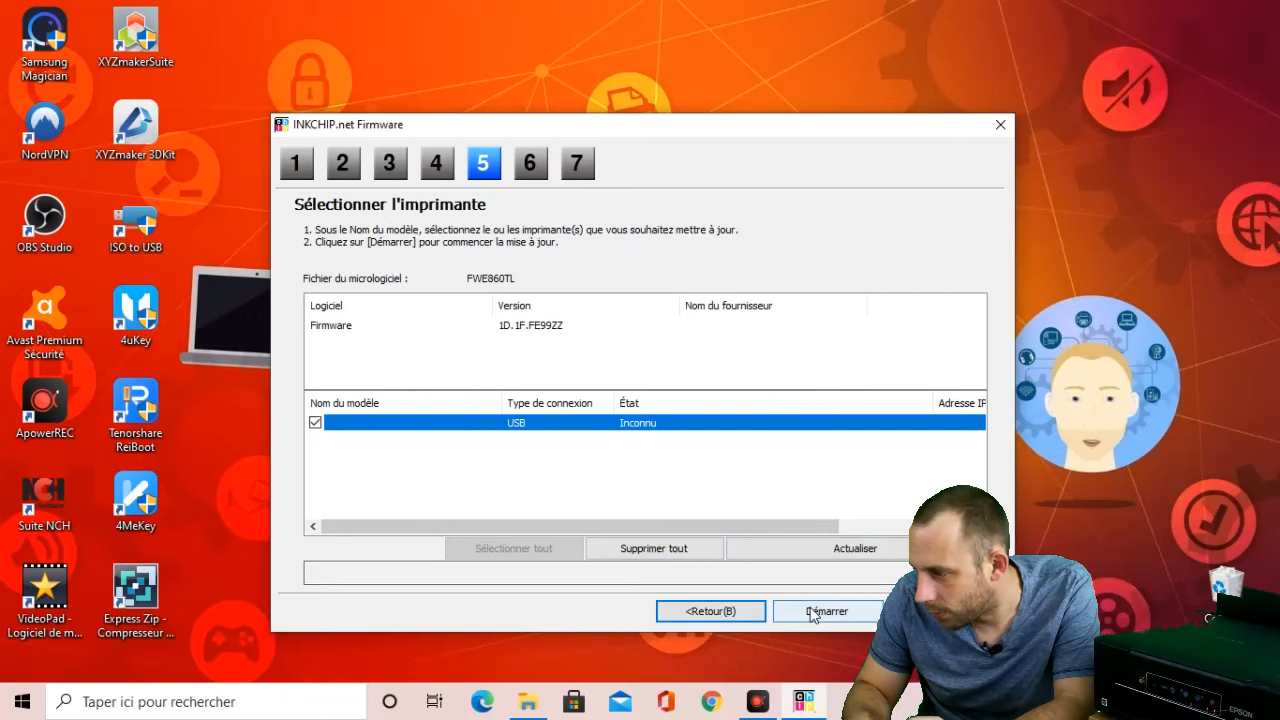 Samsung
Magician
XYZmakerSuite
NordVPN
XYZmaker 3DKit
OBS Studio
ISO to USB
Avast Premium
Sécurité
4uKey
ApowerREC
Tenorshare
ReiBoot
Suite NCH
4MeKey
VideoPad -
Logiciel de m...
Express Zip -
Compresseur ...
INKCHIP.net Firmware
1 2 3 4 5 6 7
Sélectionner l'imprimante
1. Sous le Nom du modèle, sélectionnez le ou les imprimante(s) que vous souhaitez mettre à jour.
2. Cliquez sur [Démarrer] pour commencer la mise à jour.
Fichier du micrologiciel : FWE860TL
Logiciel Version Nom du fournisseur
Firmware 1D.1F.FE99ZZ
Nom du modèle Type de connexion État Adresse IP
USB Inconnu
Sélectionner tout Supprimer tout Actualiser
<Retour(B) Démarrer
Taper ici pour rechercher
EPSON